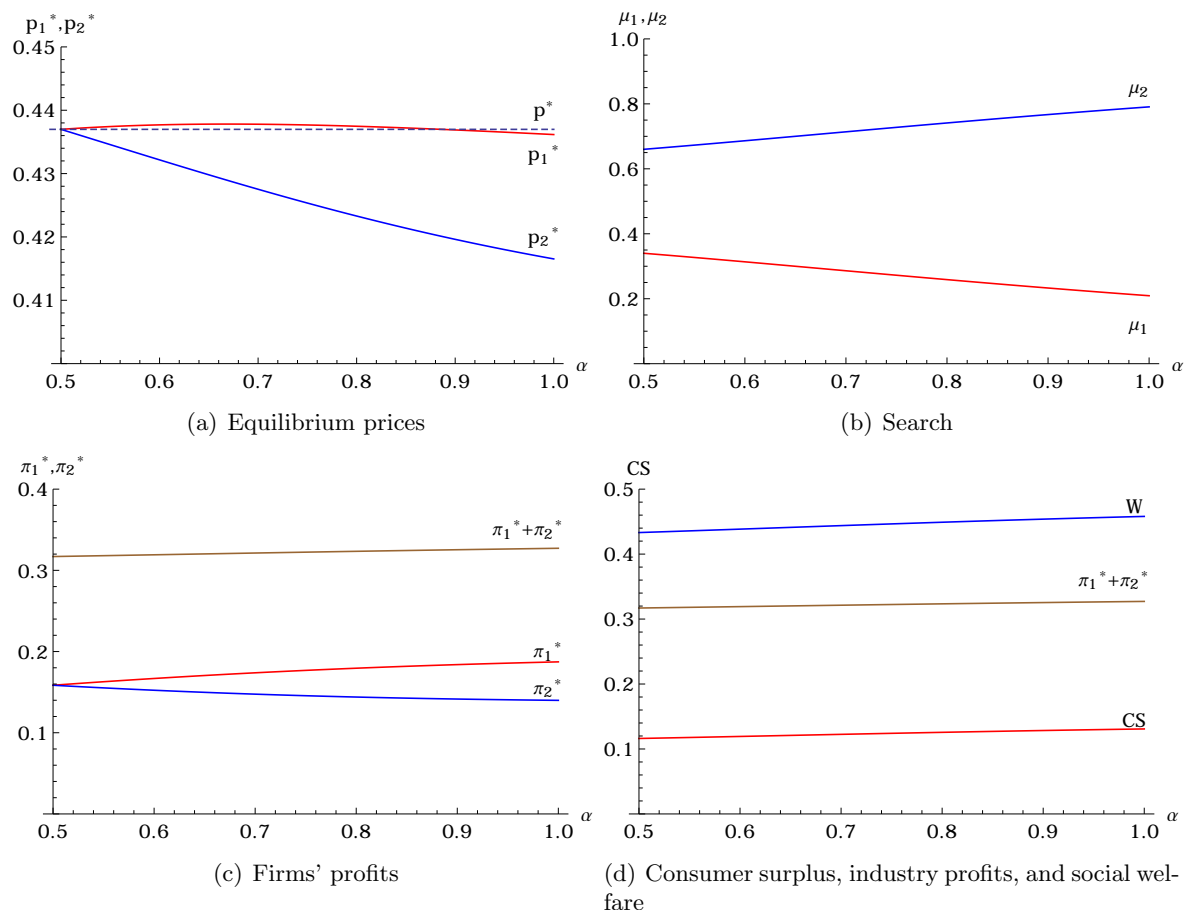 p₁*,p₂*
0.45
0.44
0.43
0.42
0.41
p*
p₁*
p₂*
0.5 0.6 0.7 0.8 0.9 1.0 α
(a) Equilibrium prices
μ₁,μ₂
1.0
0.8
0.6
0.4
0.2
μ₂
μ₁
0.5 0.6 0.7 0.8 0.9 1.0 α
(b) Search
π₁*,π₂*
0.4
0.3
0.2
0.1
π₁*+π₂*
π₁*
π₂*
0.5 0.6 0.7 0.8 0.9 1.0 α
(c) Firms' profits
CS
0.5
0.4
0.3
0.2
0.1
W
π₁*+π₂*
CS
0.5 0.6 0.7 0.8 0.9 1.0 α
(d) Consumer surplus, industry profits, and social wel-
fare